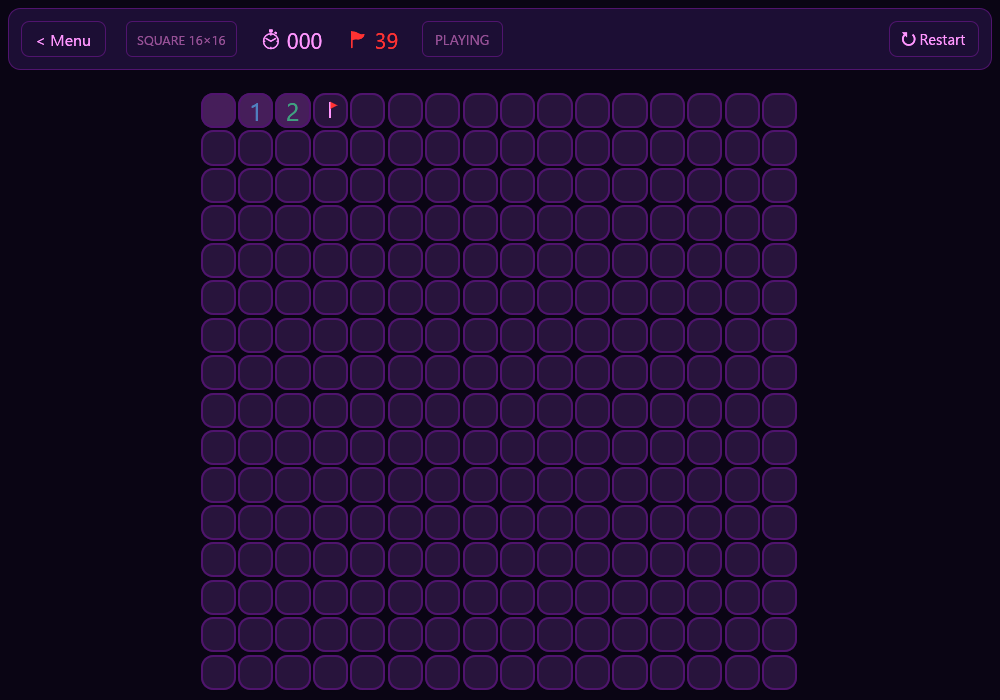 < Menu
SQUARE 16×16
000
39
PLAYING
Restart
1 2